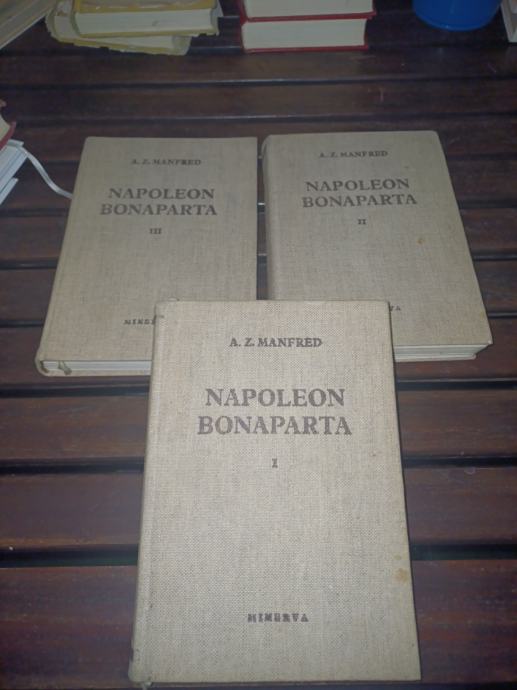 A. Z. MANFRED
NAPOLEON
BONAPARTA
III
A. Z. MANFRED
NAPOLEON
BONAPARTA
II
A. Z. MANFRED
NAPOLEON
BONAPARTA
I
MINERVA